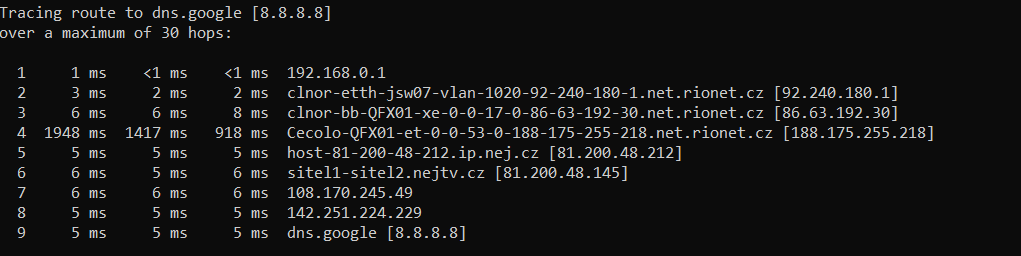 Tracing route to dns.google [8.8.8.8]
over a maximum of 30 hops:
1 1 ms <1 ms <1 ms 192.168.0.1
2 3 ms 2 ms 2 ms clnor-etth-jsw07-vlan-1020-92-240-180-1.net.rionet.cz [92.240.180.1]
3 6 ms 6 ms 8 ms clnor-bb-QFX01-xe-0-0-17-0-86-63-192-30.net.rionet.cz [86.63.192.30]
4 1948 ms 1417 ms 918 ms Cecolo-QFX01-et-0-0-53-0-188-175-255-218.net.rionet.cz [188.175.255.218]
5 5 ms 5 ms 5 ms host-81-200-48-212.ip.nej.cz [81.200.48.212]
6 6 ms 5 ms 6 ms sitel1-sitel2.nejtv.cz [81.200.48.145]
7 6 ms 6 ms 6 ms 108.170.245.49
8 5 ms 5 ms 5 ms 142.251.224.229
9 5 ms 5 ms 5 ms dns.google [8.8.8.8]